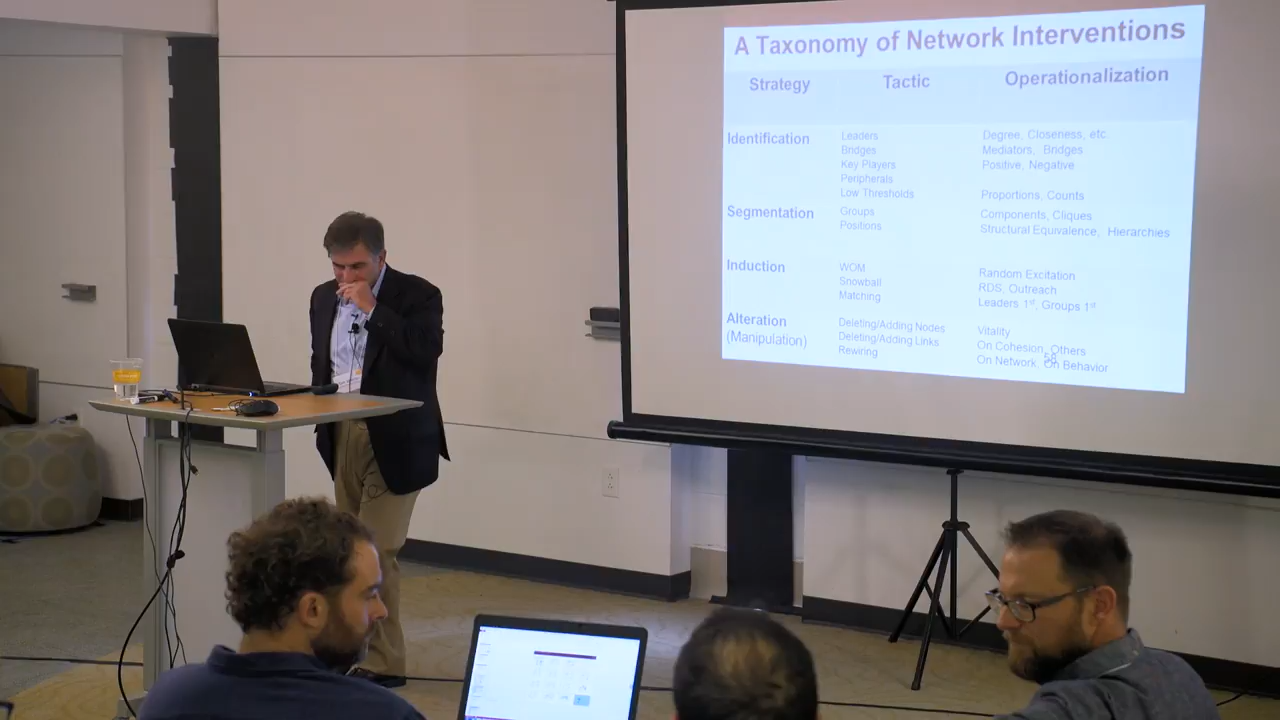 A Taxonomy of Network Interventions
Strategy Tactic Operationalization
Identification Leaders Degree, Closeness, etc.
Bridges Mediators, Bridges
Key Players Positive, Negative
Peripherals
Low Thresholds Proportions, Counts
Segmentation Groups Components, Cliques
Positions Structural Equivalence, Hierarchies
Induction WOM Random Excitation
Snowball RDS, Outreach
Matching Leaders 1st, Groups 1st
Alteration Deleting/Adding Nodes Vitality
(Manipulation) Deleting/Adding Links On Cohesion, Others
Rewiring On Network, On Behavior
58